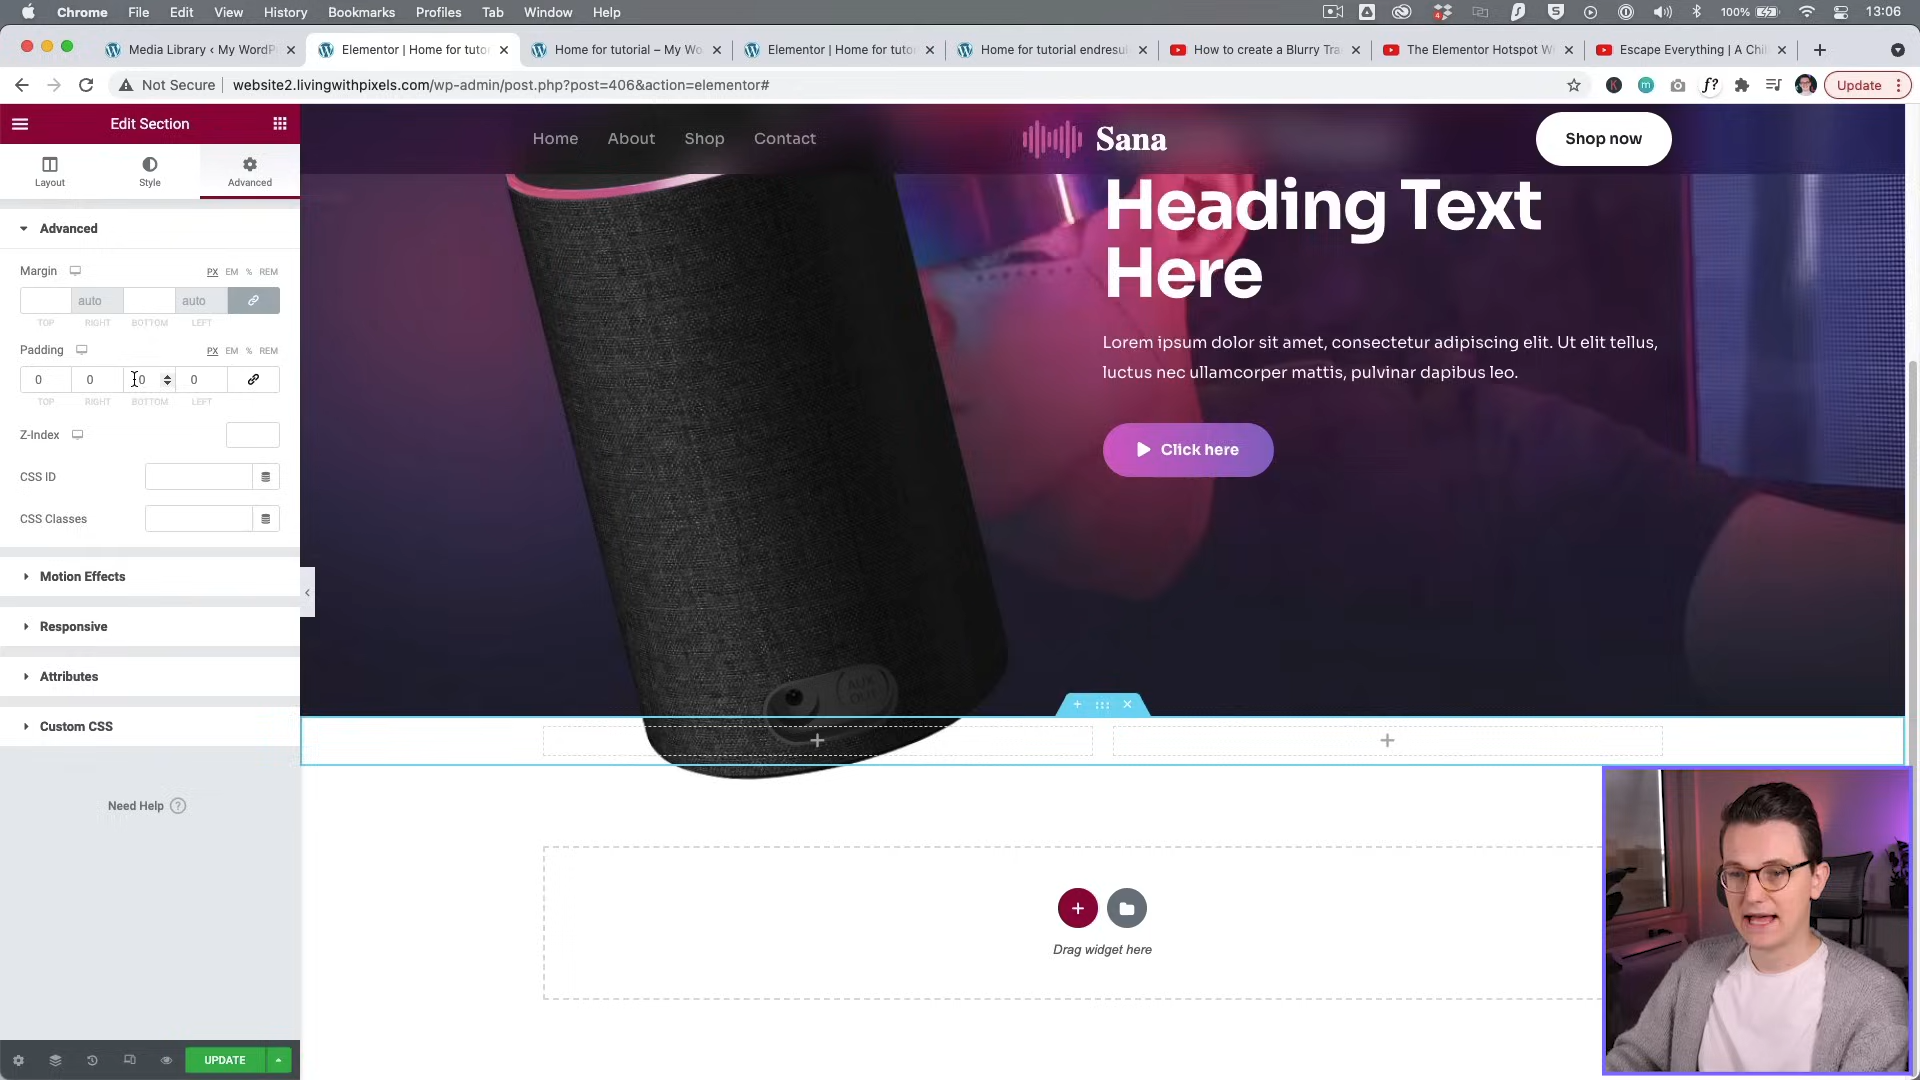 Chrome File Edit View History Bookmarks Profiles Tab Window Help 4 100% 13:06
Media Library ‹ My WordP
Elementor | Home for tuto
Home for tutorial – My Wo
Elementor | Home for tuto
Home for tutorial endresu
How to create a Blurry Tra
The Elementor Hotspot W
Escape Everything | A Chi
Not Secure website2.livingwithpixels.com/wp-admin/post.php?post=406&action=elementor#
K m f? Update
Edit Section
Layout Style Advanced
Advanced
Margin PX EM % REM
auto auto
TOP RIGHT BOTTOM LEFT
Padding PX EM % REM
0 0 0 0
TOP RIGHT BOTTOM LEFT
Z-Index
CSS ID
CSS Classes
Motion Effects
Responsive
Attributes
Custom CSS
Need Help ?
UPDATE
Home About Shop Contact
Sana
Shop now
Heading Text
Here
Lorem ipsum dolor sit amet, consectetur adipiscing elit. Ut elit tellus,
luctus nec ullamcorper mattis, pulvinar dapibus leo.
Click here
AUX
OUT
Drag widget here